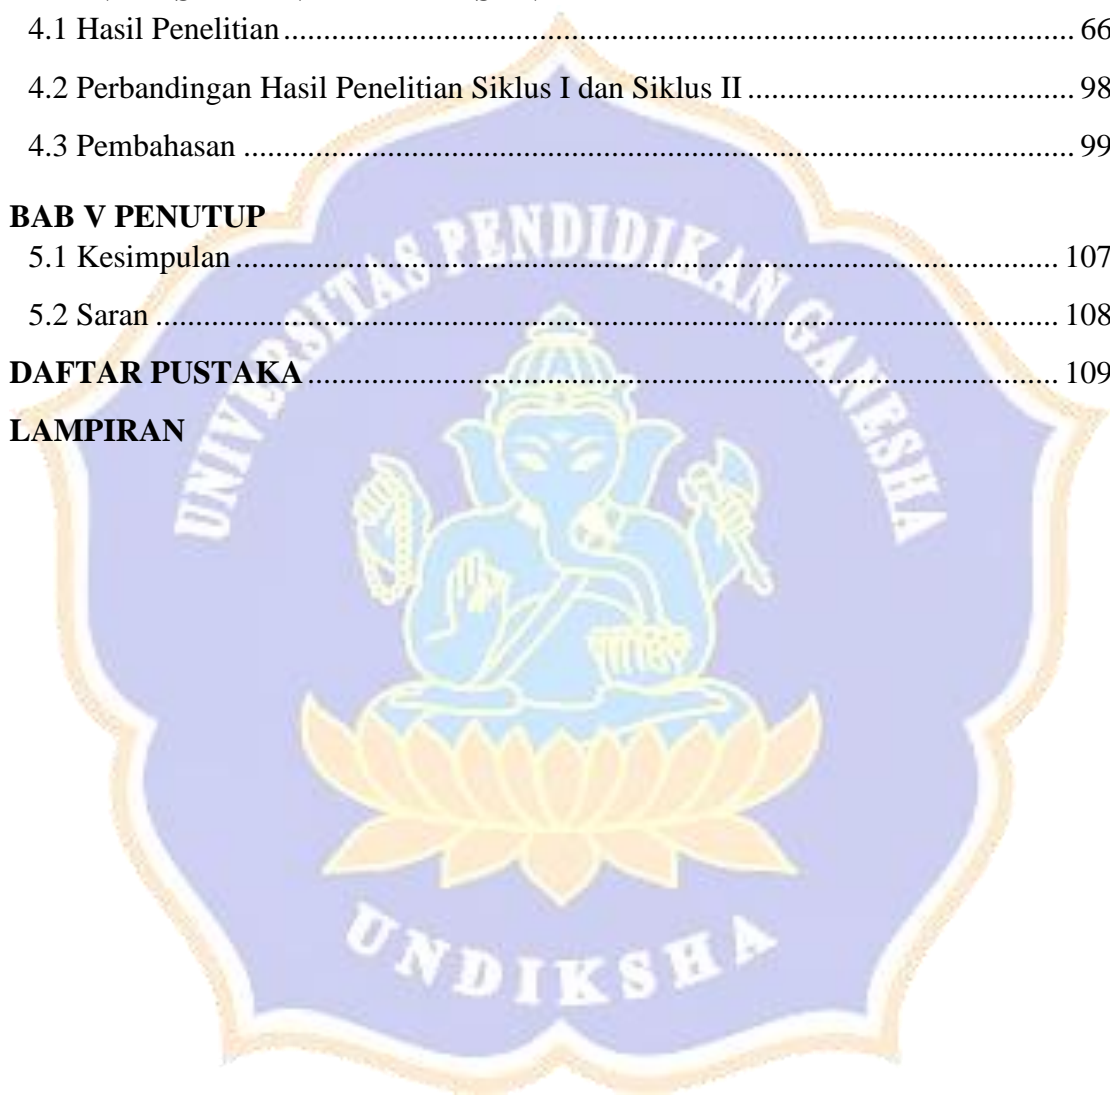 4.1 Hasil Penelitian .......................................................................................... 66
4.2 Perbandingan Hasil Penelitian Siklus I dan Siklus II ......................................... 98
4.3 Pembahasan ................................................................................................ 99
BAB V PENUTUP
5.1 Kesimpulan ................................................................................................ 107
5.2 Saran .......................................................................................................... 108
DAFTAR PUSTAKA ......................................................................................... 109
LAMPIRAN
UNIVERSITAS PENDIDIKAN GANESHA
UNDIKSHA